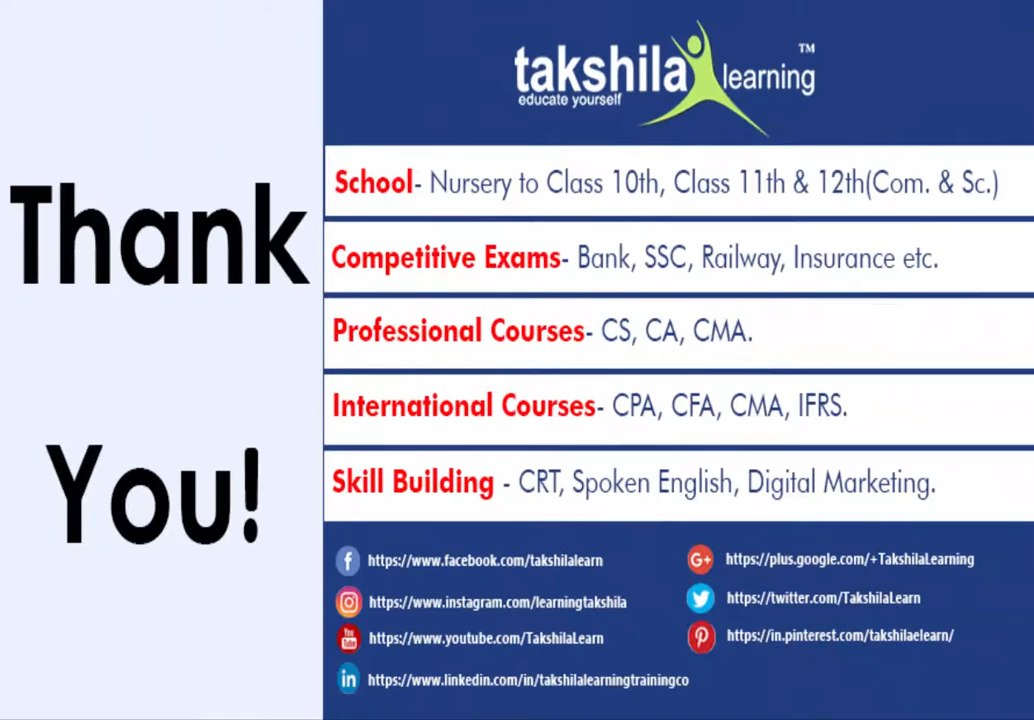 Thank
You!
takshila learning ™
educate yourself
School- Nursery to Class 10th, Class 11th & 12th(Com. & Sc.)
Competitive Exams- Bank, SSC, Railway, Insurance etc.
Professional Courses- CS, CA, CMA.
International Courses- CPA, CFA, CMA, IFRS.
Skill Building - CRT, Spoken English, Digital Marketing.
f https://www.facebook.com/takshilalearn
https://www.instagram.com/learningtakshila
You Tube https://www.youtube.com/TakshilaLearn
in https://www.linkedin.com/in/takshilalearningtrainingco
G+ https://plus.google.com/+TakshilaLearning
https://twitter.com/TakshilaLearn
https://in.pinterest.com/takshilaelearn/